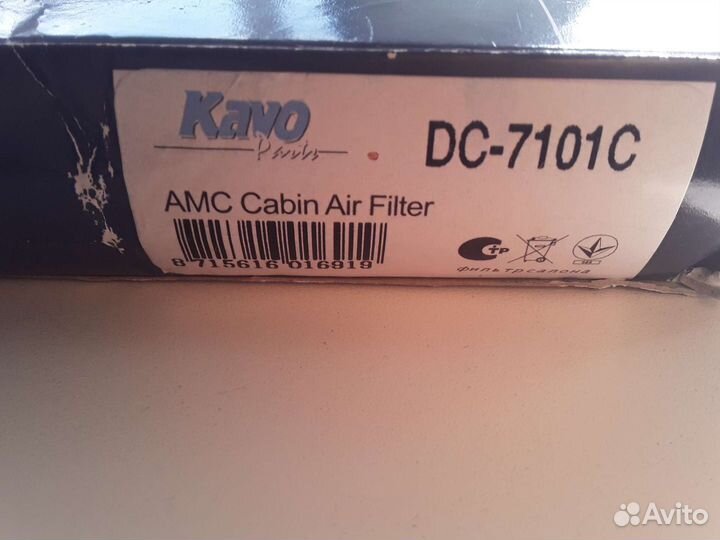 Kavo
Parts
DC-7101C
AMC Cabin Air Filter
8 715616 016919
фильтр салона
Avito